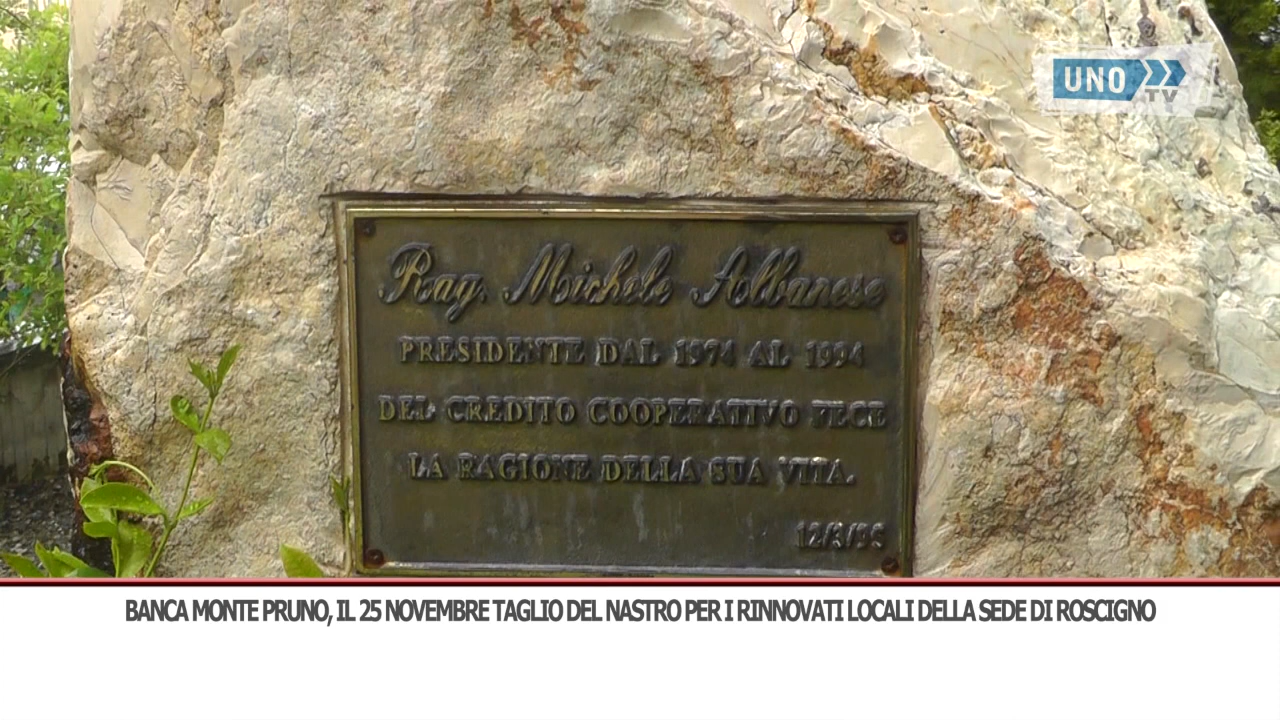 UNO
TV
Rag. Michele Albanese
PRESIDENTE DAL 1974 AL 1994
DEL CREDITO COOPERATIVO FECE
LA RAGIONE DELLA SUA VITA.
BANCA MONTE PRUNO, IL 25 NOVEMBRE TAGLIO DEL NASTRO PER I RINNOVATI LOCALI DELLA SEDE DI ROSCIGNO